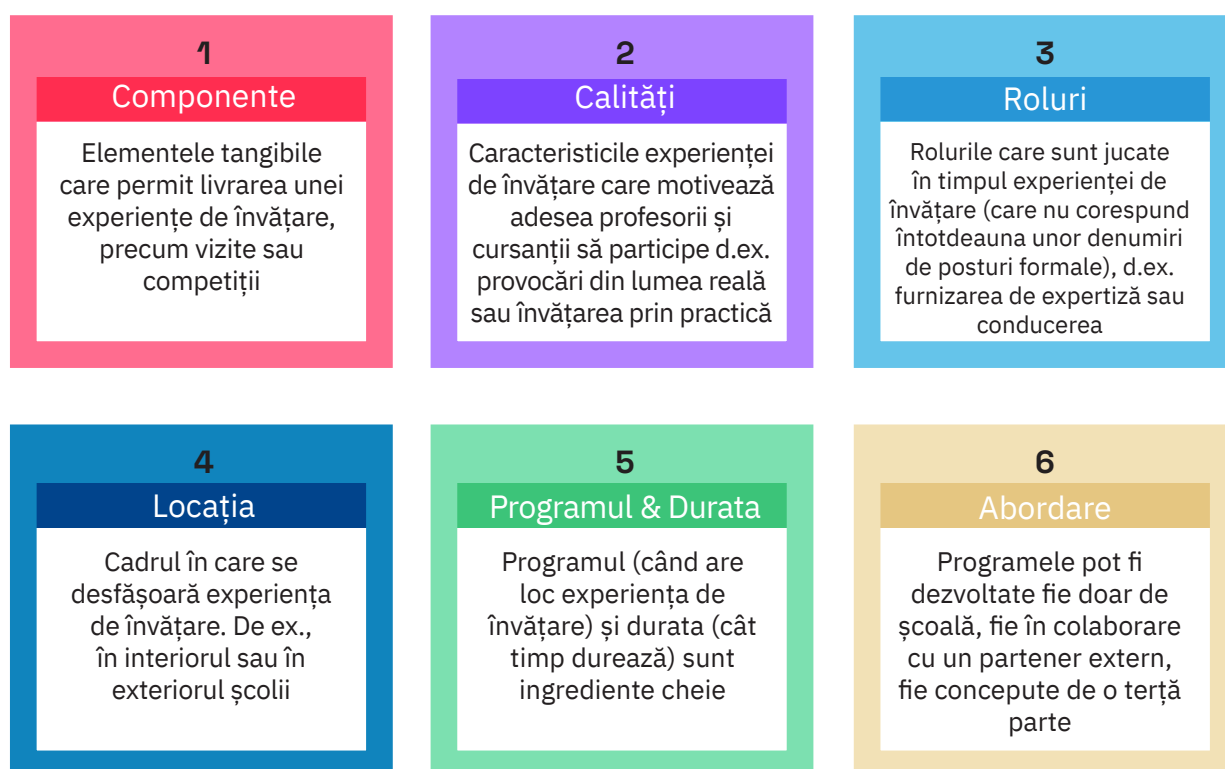 1
Componente
Elementele tangibile
care permit livrarea unei
experiențe de învățare,
precum vizite sau
competiții
2
Calități
Caracteristicile experienței
de învățare care motivează
adesea profesorii și
cursanții să participe d.ex.
provocări din lumea reală
sau învățarea prin practică
3
Roluri
Rolurile care sunt jucate
în timpul experienței de
învățare (care nu corespund
întotdeauna unor denumiri
de posturi formale), d.ex.
furnizarea de expertiză sau
conducerea
4
Locația
Cadrul în care se
desfășoară experiența
de învățare. De ex.,
în interiorul sau în
exteriorul școlii
5
Programul & Durata
Programul (când are
loc experiența de
învățare) și durata (cât
timp durează) sunt
ingrediente cheie
6
Abordare
Programele pot fi
dezvoltate fie doar de
școală, fie în colaborare
cu un partener extern,
fie concepute de o terță
parte